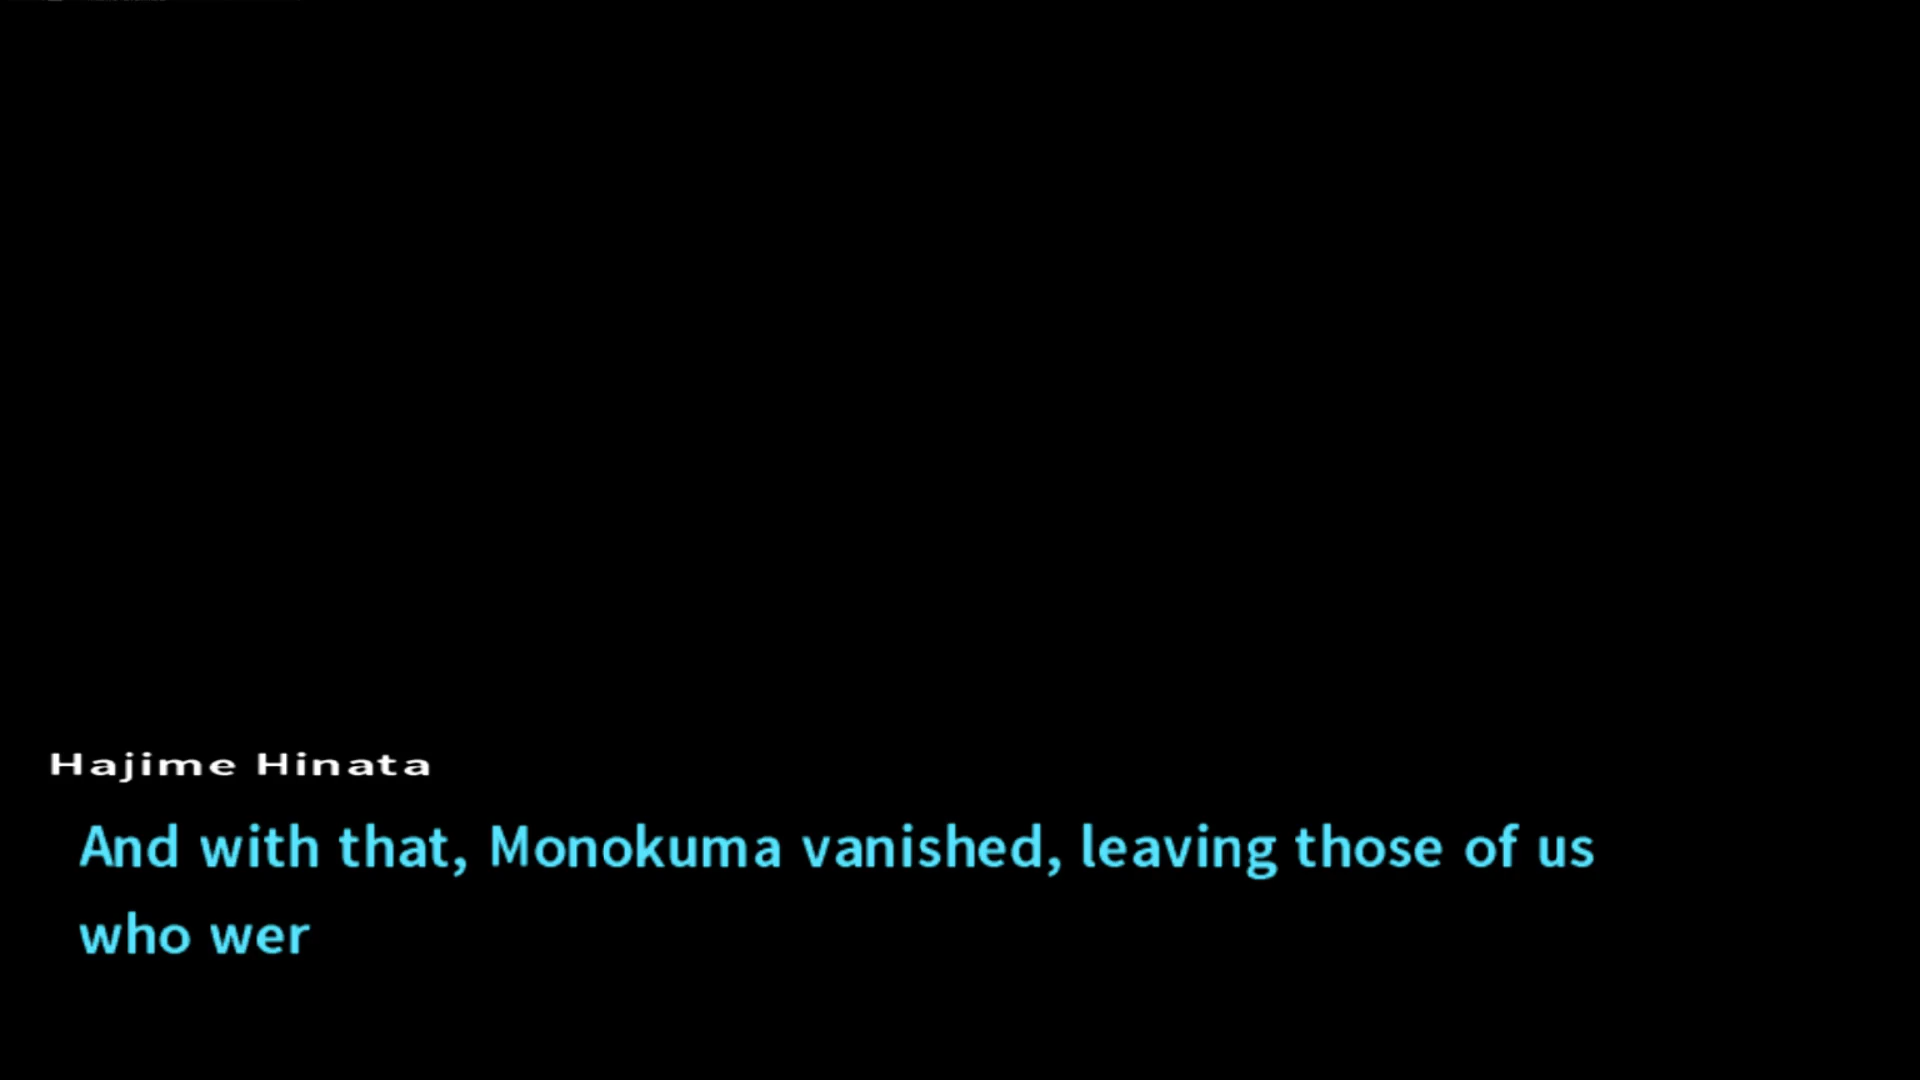 Hajime Hinata
And with that, Monokuma vanished, leaving those of us
who wer